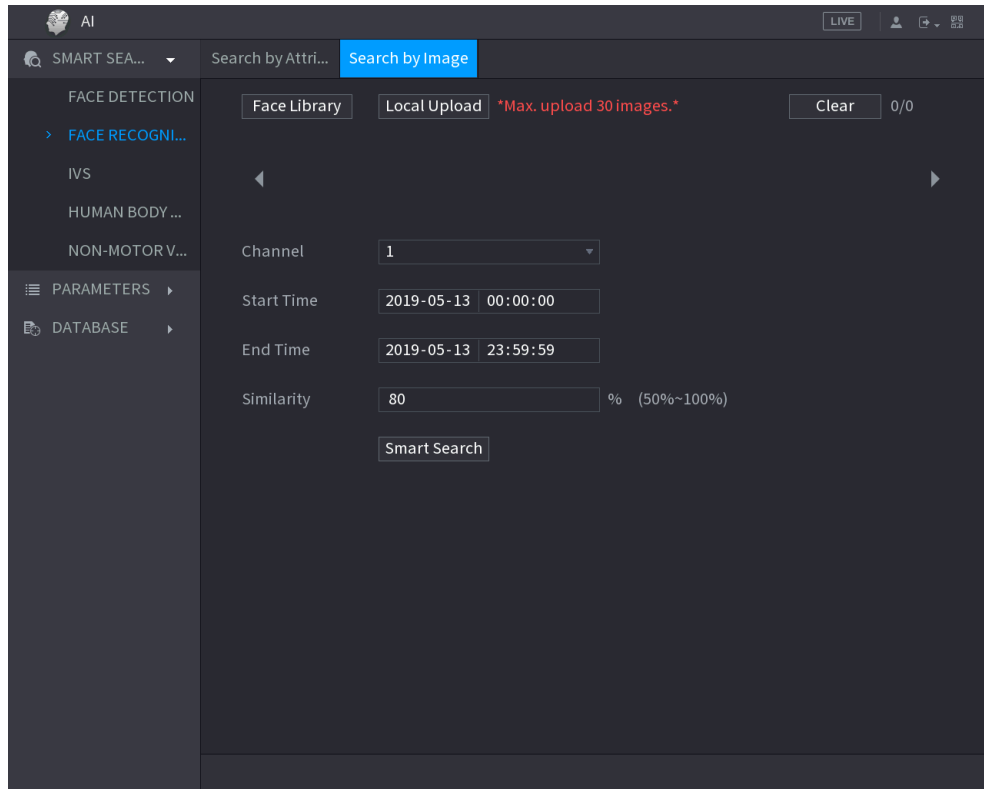 AI LIVE
SMART SEA... Search by Attri... Search by Image
FACE DETECTION Face Library Local Upload *Max. upload 30 images.* Clear 0/0
FACE RECOGNI...
IVS
HUMAN BODY ...
NON-MOTOR V... Channel 1
PARAMETERS Start Time 2019-05-13 00:00:00
DATABASE
End Time 2019-05-13 23:59:59
Similarity 80 % (50%~100%)
Smart Search